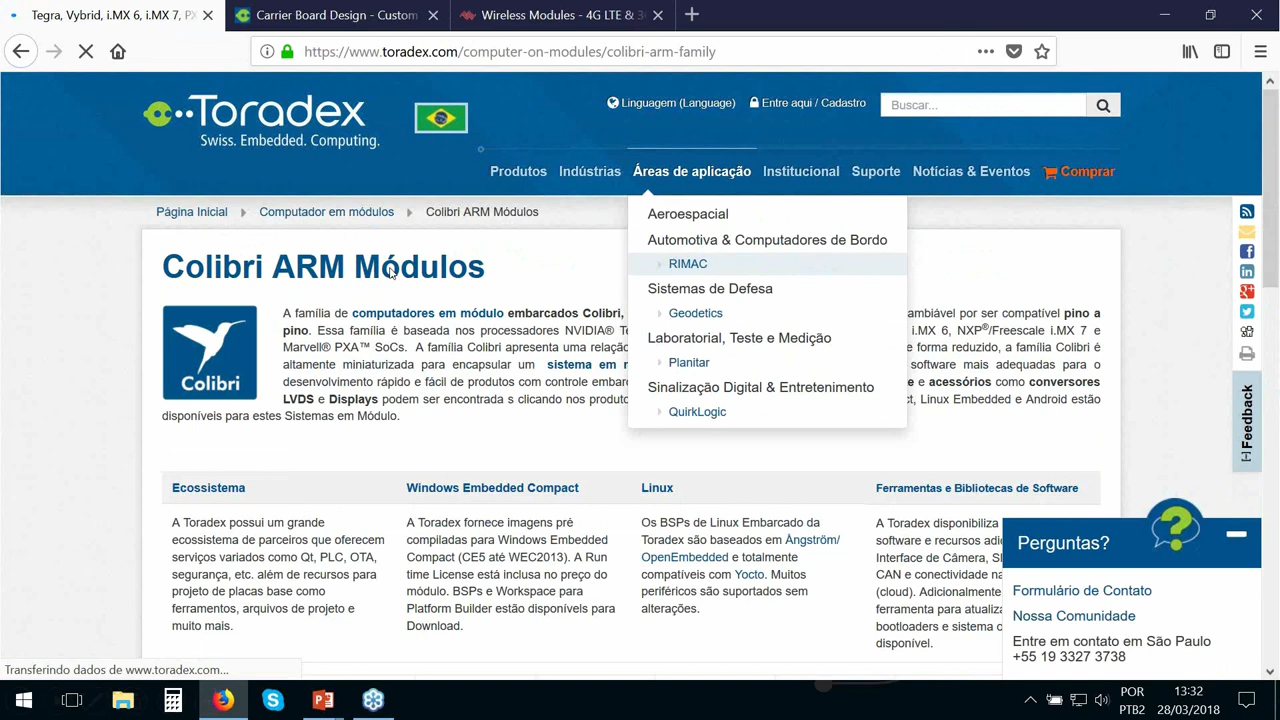 Tegra, Vybrid, i.MX 6, i.MX 7, P
Carrier Board Design - Custom
Wireless Modules - 4G LTE & 3
https://www.toradex.com/computer-on-modules/colibri-arm-family
Toradex
Swiss. Embedded. Computing.
Linguagem (Language)
Entre aqui / Cadastro
Buscar...
Produtos
Indústrias
Áreas de aplicação
Institucional
Suporte
Notícias & Eventos
Comprar
Página Inicial
Computador em módulos
Colibri ARM Módulos
Aeroespacial
Automotiva & Computadores de Bordo
RIMAC
Sistemas de Defesa
Geodetics
Laboratorial, Teste e Medição
Planitar
Sinalização Digital & Entretenimento
QuirkLogic
Colibri ARM Módulos
Colibri
A família de computadores em módulo embarcados Colibri, ambiável por ser compatível pino a
pino. Essa família é baseada nos processadores NVIDIA® Te i.MX 6, NXP®/Freescale i.MX 7 e
Marvell® PXA™ SoCs. A família Colibri apresenta uma relação e forma reduzido, a família Colibri é
altamente miniaturizada para encapsular um sistema em software mais adequadas para o
desenvolvimento rápido e fácil de produtos com controle embar e acessórios como conversores
LVDS e Displays podem ser encontrada s clicando nos produto ct, Linux Embedded e Android estão
disponíveis para estes Sistemas em Módulo.
Ecossistema
A Toradex possui um grande
ecossistema de parceiros que oferecem
serviços variados como Qt, PLC, OTA,
segurança, etc. além de recursos para
projeto de placas base como
ferramentos, arquivos de projeto e
muito mais.
Windows Embedded Compact
A Toradex fornece imagens pré
compiladas para Windows Embedded
Compact (CE5 até WEC2013). A Run
time License está inclusa no preço do
módulo. BSPs e Workspace para
Platform Builder estão disponíveis para
Download.
Linux
Os BSPs de Linux Embarcado da
Toradex são baseados em Ångström/
OpenEmbedded e totalmente
compatíveis com Yocto. Muitos
periféricos são suportados sem
alterações.
Ferramentas e Bibliotecas de Software
A Toradex disponibiliza
software e recursos adi
Interface de Câmera, SI
CAN e conectividade na
(cloud). Adicionalmente
ferramenta para atualiza
bootloaders e sistema o
disponível.
[-] Feedback
Perguntas?
Formulário de Contato
Nossa Comunidade
Entre em contato em São Paulo
+55 19 3327 3738
Transferindo dados de www.toradex.com...
POR
PTB2
13:32
28/03/2018